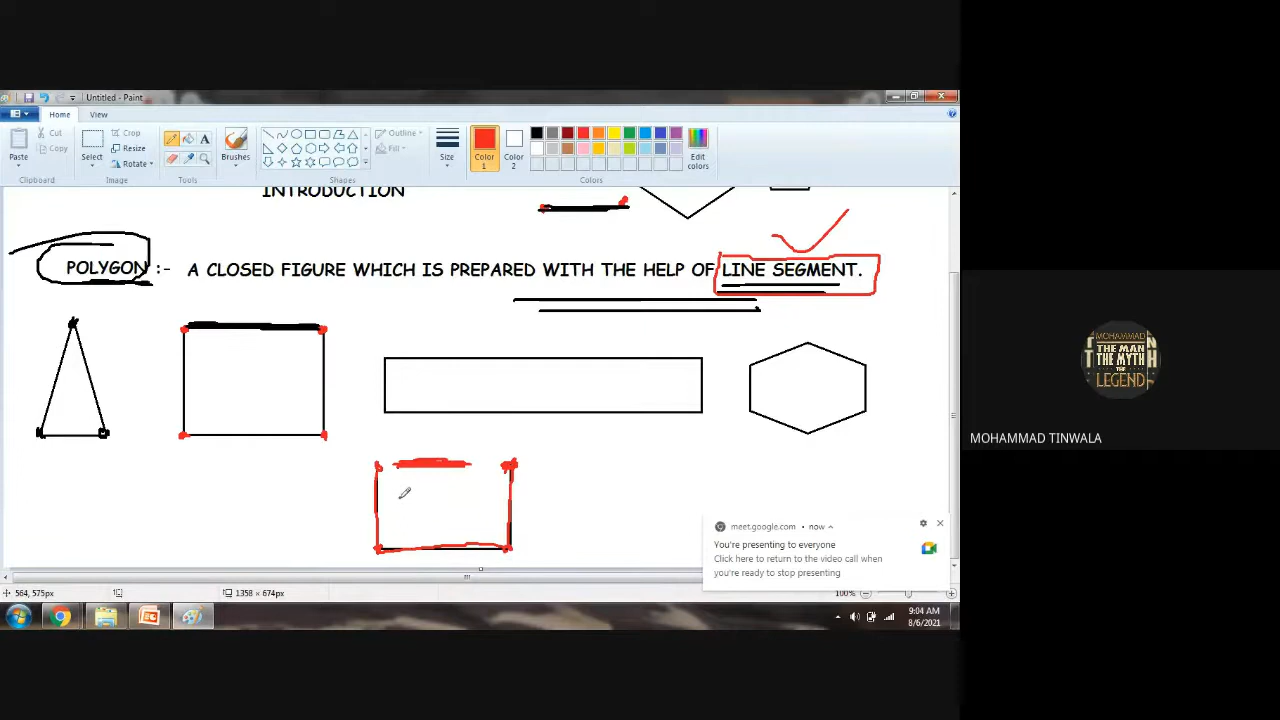 Untitled - Paint
Home View
Paste
Cut
Copy
Clipboard
Select
Crop
Resize
Rotate
Image
A
Tools
Brushes
Outline
Fill
Shapes
Size
Color 1
Color 2
Edit colors
Colors
INTRODUCTION
POLYGON :- A CLOSED FIGURE WHICH IS PREPARED WITH THE HELP OF LINE SEGMENT.
MOHAMMAD
THE MAN
THE MYTH
THE
LEGEND
MOHAMMAD TINWALA
meet.google.com • now
You're presenting to everyone
Click here to return to the video call when
you're ready to stop presenting
564, 575px
1358 × 674px
100%
9:04 AM
8/6/2021